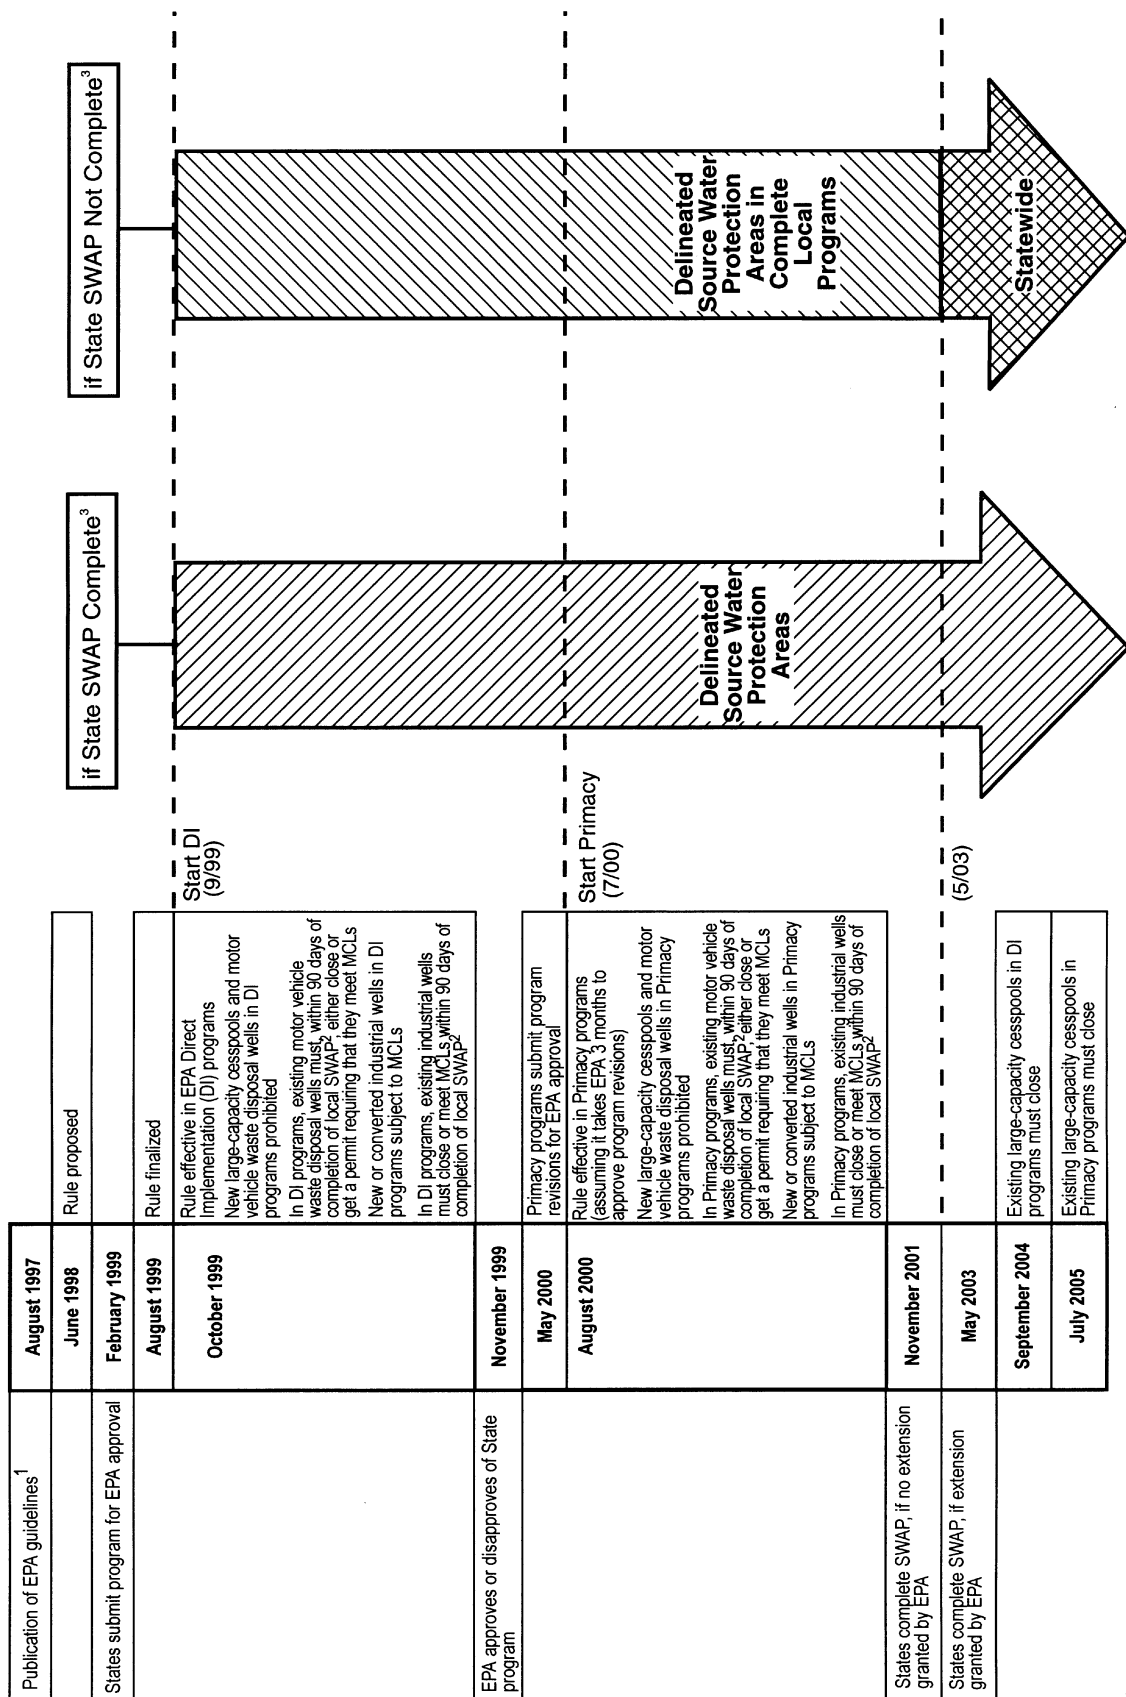 Publication of EPA guidelines1
States submit program for EPA approval
EPA approves or disapproves of State
program
States complete SWAP, if no extension
granted by EPA
States complete SWAP, if extension
granted by EPA
August 1997
June 1998
February 1999
August 1999
October 1999
November 1999
May 2000
August 2000
November 2001
May 2003
September 2004
July 2005
Rule proposed
Rule finalized
Rule effective in EPA Direct
Implementation (DI) programs
New large-capacity cesspools and motor
vehicle waste disposal wells in DI
programs prohibited
In DI programs, existing motor vehicle
waste disposal wells must, within 90 days of
completion of local SWAP2, either close or
get a permit requiring that they meet MCLs
New or converted industrial wells in DI
programs subject to MCLs
In DI programs, existing industrial wells
must close or meet MCLs within 90 days of
completion of local SWAP2
Primacy programs submit program
revisions for EPA approval
Rule effective in Primacy programs
(assuming it takes EPA 3 months to
approve program revisions)
New large-capacity cesspools and motor
vehicle waste disposal wells in Primacy
programs prohibited
In Primacy programs, existing motor vehicle
waste disposal wells must, within 90 days of
completion of local SWAP,2 either close or
get a permit requiring that they meet MCLs
New or converted industrial wells in Primacy
programs subject to MCLs
In Primacy programs, existing industrial wells
must close or meet MCLs within 90 days of
completion of local SWAP2
Existing large-capacity cesspools in DI
programs must close
Existing large-capacity cesspools in
Primacy programs must close
Start DI
(9/99)
Start Primacy
(7/00)
(5/03)
if State SWAP Complete3
Delineated
Source Water
Protection
Areas
if State SWAP Not Complete3
Delineated
Source Water
Protection
Areas in
Complete
Local
Programs
Statewide